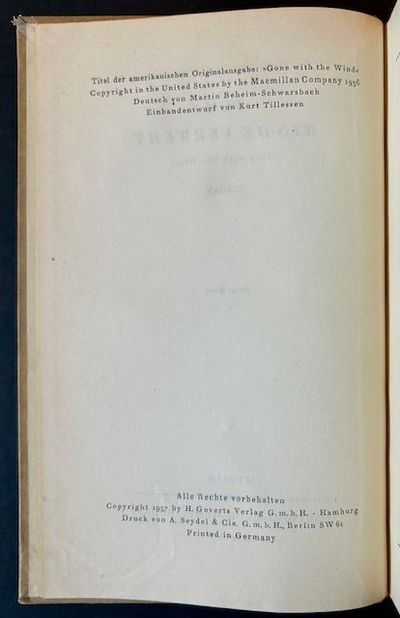 Titel der amerikanischen Originalausgabe: »Gone with the Wind«
Copyright in the United States by the Macmillan Company 1936
Deutsch von Martin Beheim-Schwarzbach
Einbandentwurf von Kurt Tillessen
Alle Rechte vorbehalten
Copyright 1937 by H. Goverts Verlag G. m. b. H. - Hamburg
Druck von A. Seydel & Cie. G. m. b. H., Berlin SW 61
Printed in Germany